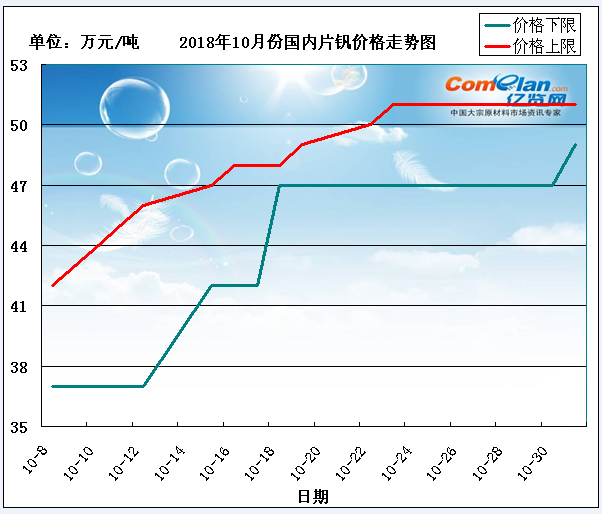 单位：万元/吨 2018年10月份国内片钒价格走势图
价格下限
价格上限
Comelan.com
亿览网
中国大宗原材料市场资讯专家
53
50
47
44
41
38
35
10-8
10-10
10-12
10-14
10-16
10-18
10-20
10-22
10-24
10-26
10-28
10-30
日期